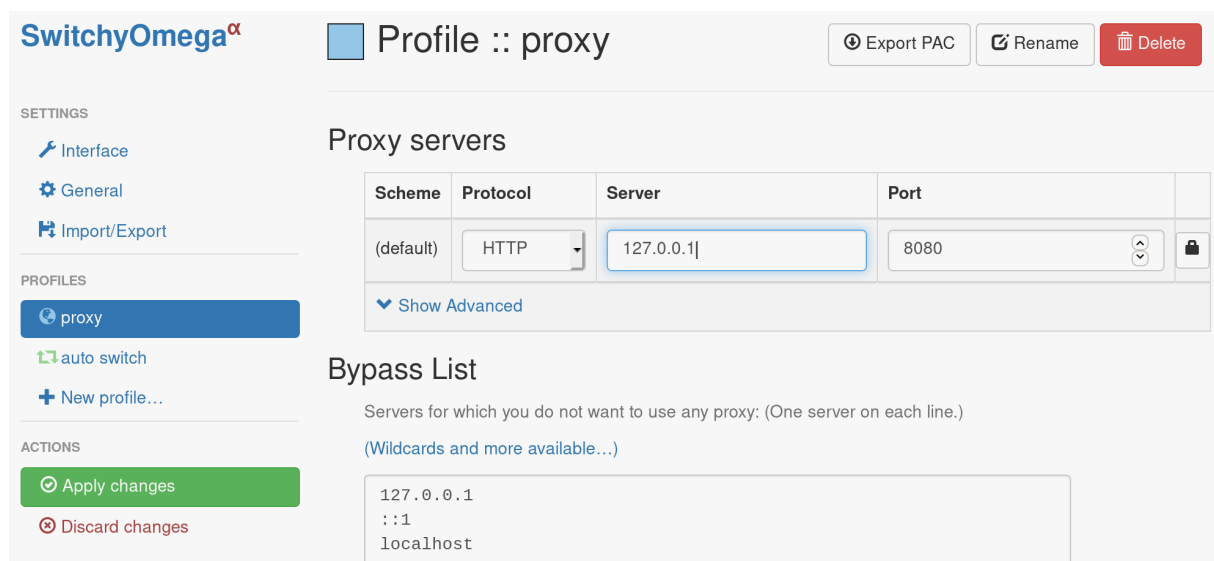 SwitchyOmegaα
Profile :: proxy
Export PAC
Rename
Delete
SETTINGS
Interface
General
Import/Export
PROFILES
proxy
auto switch
New profile…
ACTIONS
Apply changes
Discard changes
Proxy servers
Scheme Protocol Server Port
(default) HTTP 127.0.0.1 8080
Show Advanced
Bypass List
Servers for which you do not want to use any proxy: (One server on each line.)
(Wildcards and more available…)
127.0.0.1
::1
localhost